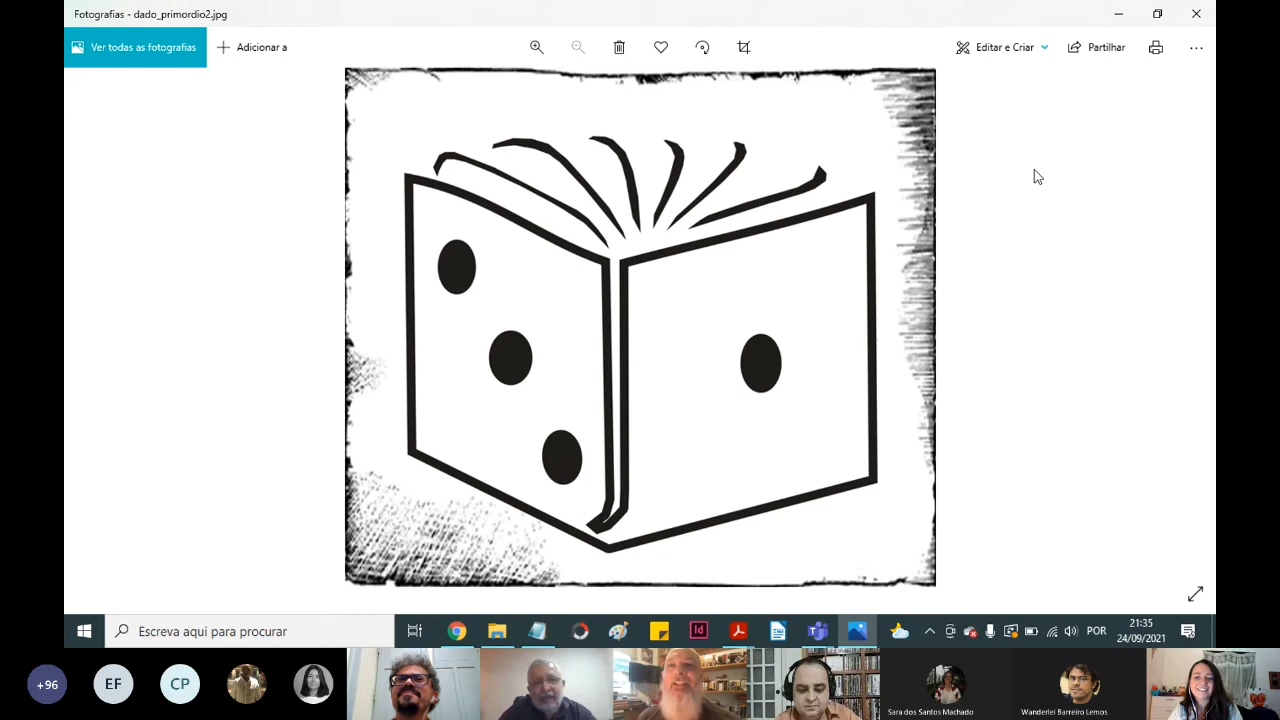 Fotografias - dado_primordio2.jpg
Ver todas as fotografias
Adicionar a
Editar e Criar
Partilhar
Escreva aqui para procurar
Id
POR
21:35
24/09/2021
+96
EF
CP
Sara dos Santos Machado
Wanderlei Barreiro Lemos